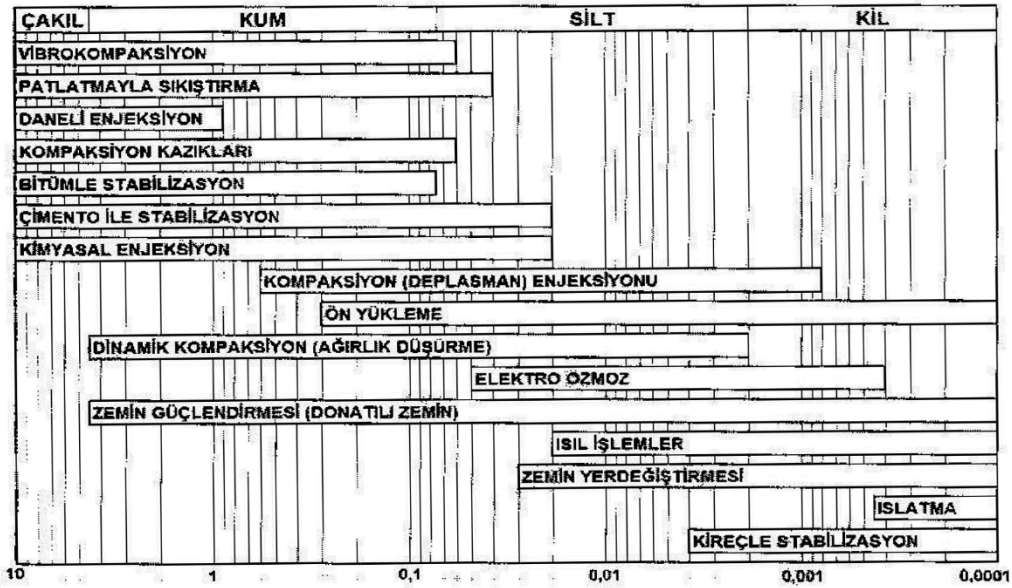 ÇAKIL KUM SİLT KİL
VİBROKOMPAKSİYON
PATLATMAYLA SIKIŞTIRMA
DANELİ ENJEKSİYON
KOMPAKSİYON KAZIKLARI
BİTÜMLE STABİLİZASYON
ÇİMENTO İLE STABİLİZASYON
KİMYASAL ENJEKSİYON
KOMPAKSİYON (DEPLASMAN) ENJEKSİYONU
ÖN YÜKLEME
DİNAMİK KOMPAKSİYON (AĞIRLIK DÜŞÜRME)
ELEKTRO ÖZMOZ
ZEMİN GÜÇLENDİRMESİ (DONATILI ZEMİN)
ISIL İŞLEMLER
ZEMİN YERDEĞİŞTİRMESİ
ISLATMA
KİREÇLE STABİLİZASYON
10 1 0,1 0,01 0,001 0,0001